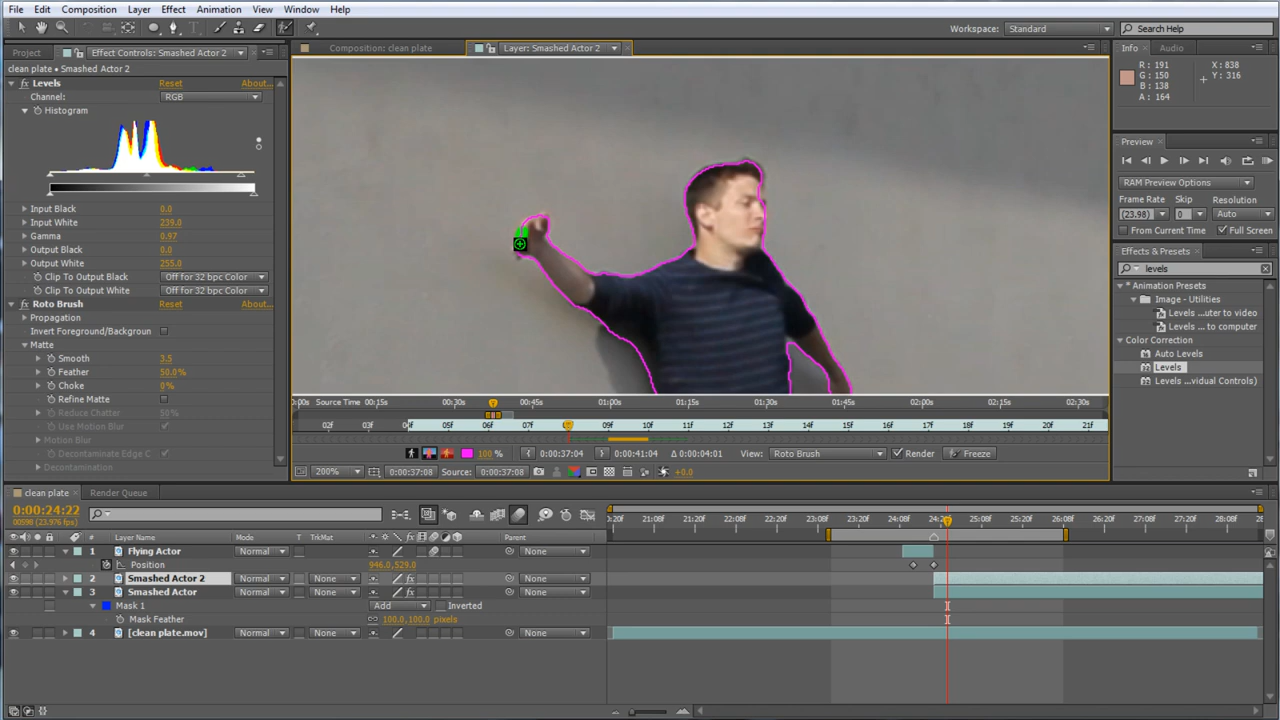 File Edit Composition Layer Effect Animation View Window Help
Workspace: Standard Search Help
Project Effect Controls: Smashed Actor 2
Composition: clean plate Layer: Smashed Actor 2
Info Audio
clean plate • Smashed Actor 2
Levels Reset About...
Channel: RGB
Histogram
Input Black 0.0
Input White 239.0
Gamma 0.97
Output Black 0.0
Output White 255.0
Clip To Output Black Off for 32 bpc Color
Clip To Output White Off for 32 bpc Color
Roto Brush Reset About...
Propagation
Invert Foreground/Backgroun
Matte
Smooth 3.5
Feather 50.0%
Choke 0%
Refine Matte
Reduce Chatter 50%
Use Motion Blur
Motion Blur
Decontaminate Edge C
Decontamination
R : 191
G : 150
B : 138
A : 164
X : 838
Y : 316
Preview
RAM Preview Options
Frame Rate Skip Resolution
(23.98) 0 Auto
From Current Time Full Screen
Effects & Presets
levels
* Animation Presets
Image - Utilities
Levels ...uter to video
Levels ... to computer
Color Correction
Auto Levels
Levels
Levels ...vidual Controls)
0:00s Source Time 00:15s 00:30s 00:45s 01:00s 01:15s 01:30s 01:45s 02:00s 02:15s 02:30s
02f 03f 04f 05f 06f 07f 08f 09f 10f 11f 12f 13f 14f 15f 16f 17f 18f 19f 20f 21f
100 % 0:00:37:04 0:00:41:04 Δ 0:00:04:01 View: Roto Brush Render Freeze
200% 0:00:37:08 Source: 0:00:37:08 +0.0
clean plate Render Queue
0:00:24:22
00598 (23.976 fps)
# Layer Name Mode T TrkMat Parent
0:20f 21:08f 21:20f 22:08f 22:20f 23:08f 23:20f 24:08f 24:20f 25:08f 25:20f 26:08f 26:20f 27:08f 27:20f 28:08f
1 Flying Actor Normal None
Position 946.0,529.0
2 Smashed Actor 2 Normal None None
3 Smashed Actor Normal None None
Mask 1 Add Inverted
Mask Feather 100.0,100.0 pixels
4 [clean plate.mov] Normal None None